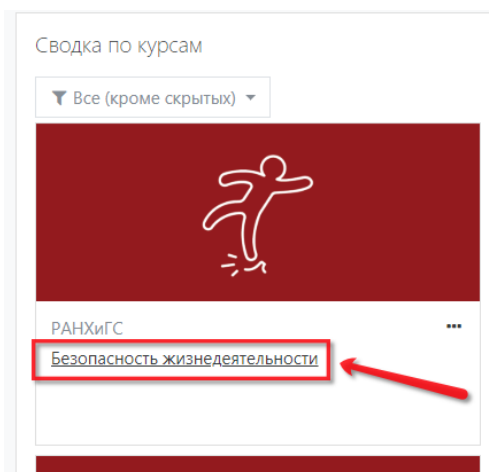 Сводка по курсам
Все (кроме скрытых)
РАНХиГС
Безопасность жизнедеятельности